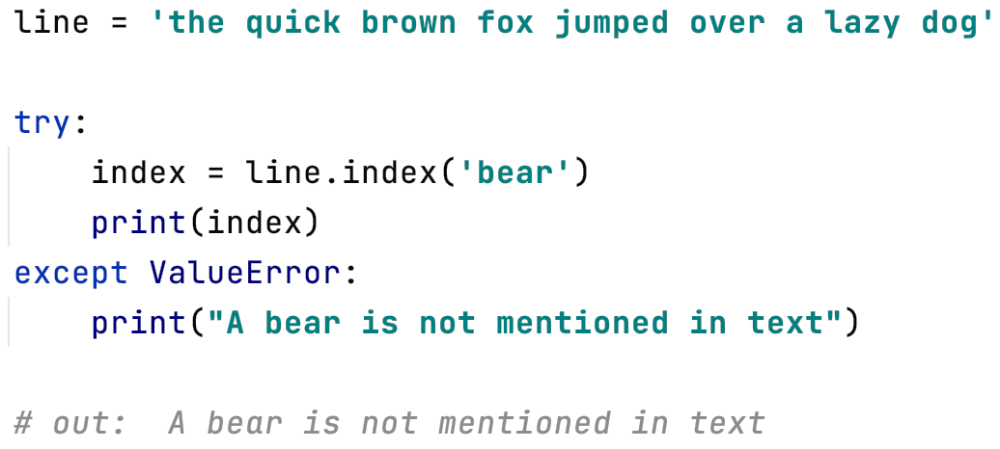 line = 'the quick brown fox jumped over a lazy dog'
try:
    index = line.index('bear')
    print(index)
except ValueError:
    print("A bear is not mentioned in text")
# out:  A bear is not mentioned in text